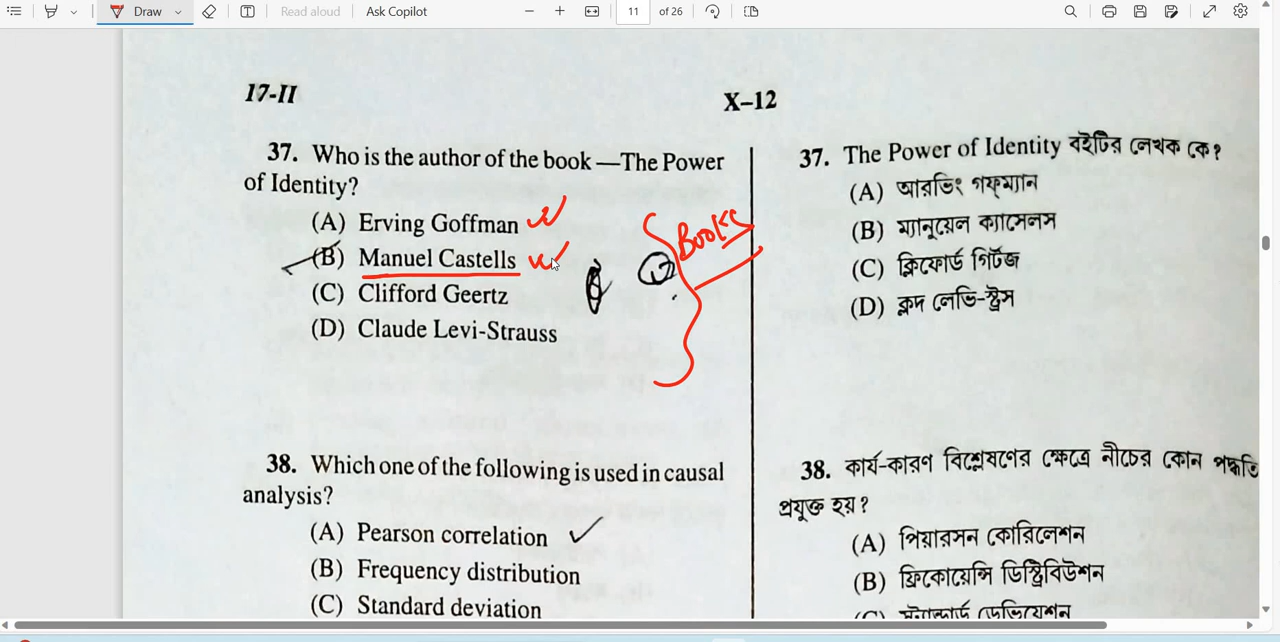 Draw
Read aloud
Ask Copilot
11
of 26
17-II
X–12
37. Who is the author of the book —The Power
of Identity?
(A) Erving Goffman
(B) Manuel Castells
(C) Clifford Geertz
(D) Claude Levi-Strauss
Books
38. Which one of the following is used in causal
analysis?
(A) Pearson correlation
(B) Frequency distribution
(C) Standard deviation
37. The Power of Identity বইটির লেখক কে?
(A) আরভিং গফ্‌ম্যান
(B) ম্যানুয়েল ক্যাসেলস
(C) ক্লিফোর্ড গির্টজ
(D) ক্লদ লেভি-স্ট্রস
38. কার্য-কারণ বিশ্লেষণের ক্ষেত্রে নীচের কোন পদ্ধতি
প্রযুক্ত হয়?
(A) পিয়ারসন কোরিলেশন
(B) ফ্রিকোয়েন্সি ডিস্ট্রিবিউশন
(C) স্ট্যান্ডার্ড ডেভিয়েশন